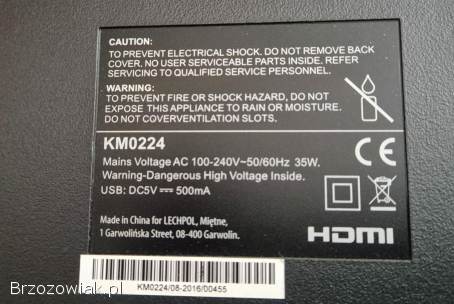 CAUTION:
TO PREVENT ELECTRICAL SHOCK. DO NOT REMOVE BACK
COVER. NO USER SERVICEABLE PARTS INSIDE. REFER
SERVICING TO QUALIFIED SERVICE PERSONNEL.
WARNING:
TO PREVENT FIRE OR SHOCK HAZARD, DO NOT
EXPOSE THIS APPLIANCE TO RAIN OR MOISTURE.
DO NOT COVERVENTILATION SLOTS.
KM0224
Mains Voltage AC 100-240V~50/60Hz 35W.
Warning-Dangerous High Voltage Inside.
USB: DC5V ⎓ 500mA
CE
Made in China for LECHPOL, Miętne,
1 Garwolińska Street, 08-400 Garwolin.
HDMI
KM0224/08-2016/00455
Brzozowiak.pl